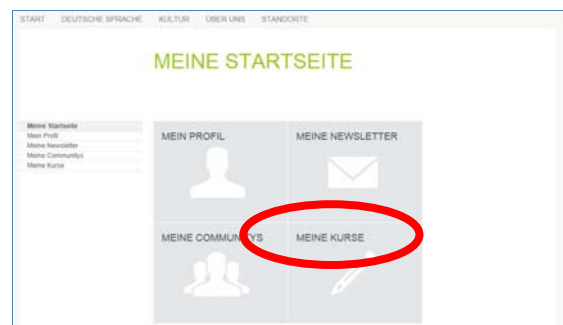 START DEUTSCHE SPRACHE KULTUR ÜBER UNS STANDORTE
MEINE STARTSEITE
Meine Startseite
Mein Profil
Meine Newsletter
Meine Communitys
Meine Kurse
MEIN PROFIL
MEINE NEWSLETTER
MEINE COMMUNITYS
MEINE KURSE